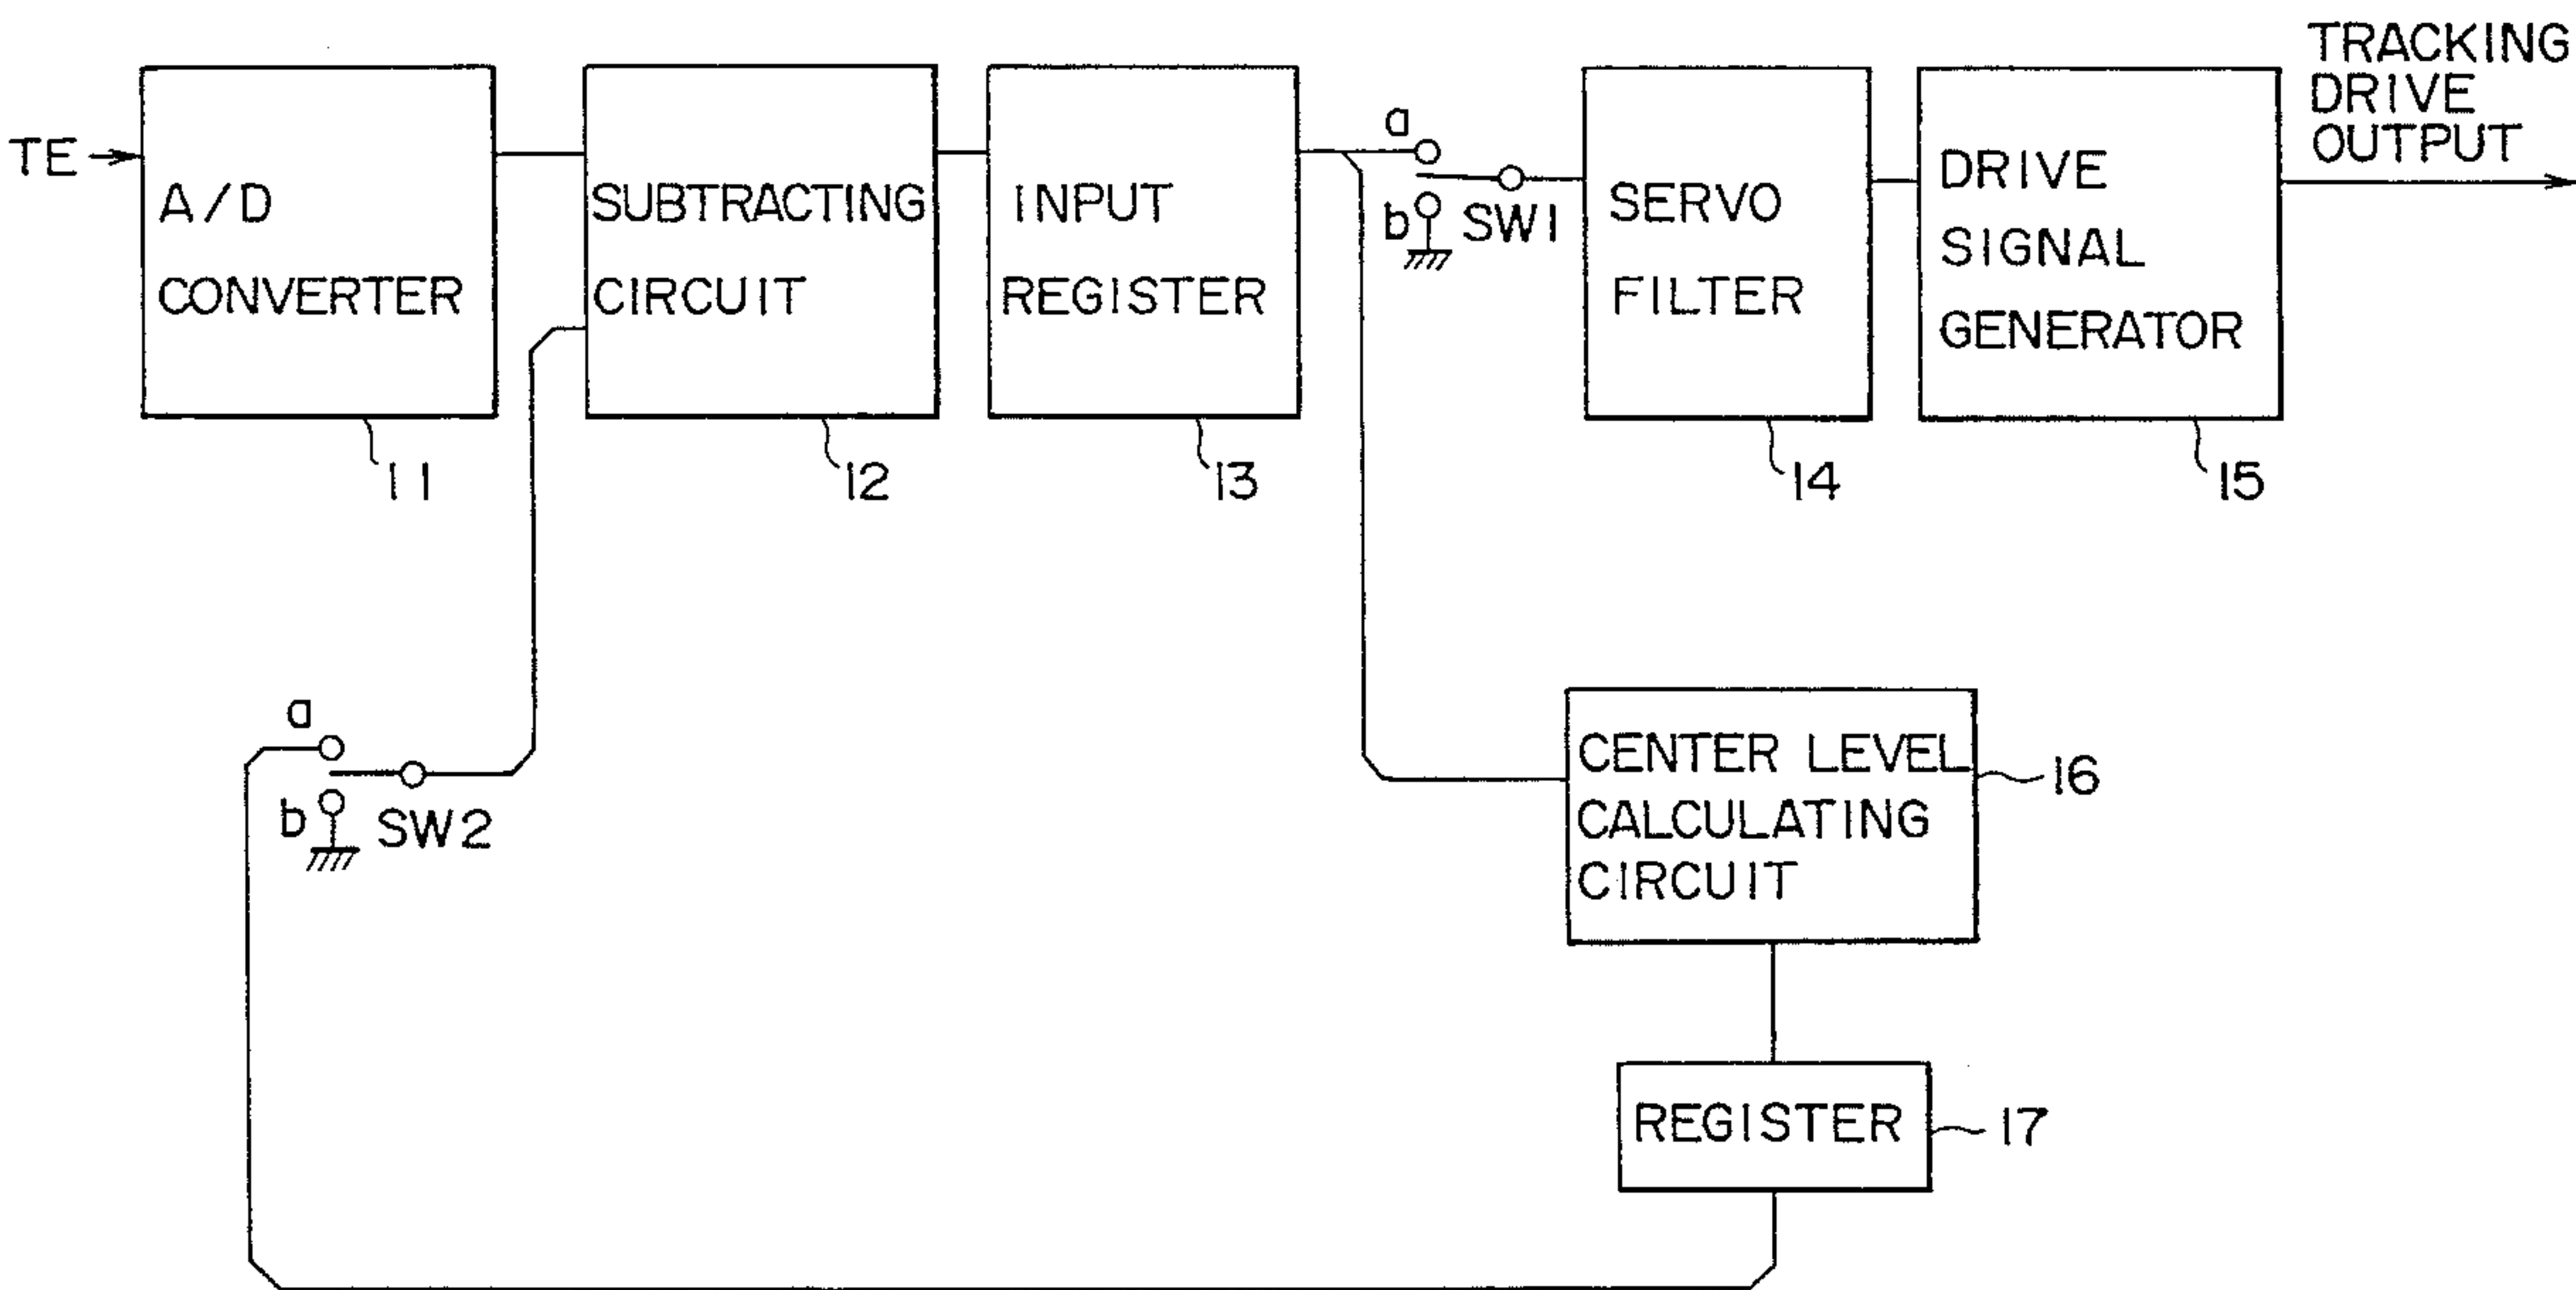 TE
A/D
CONVERTER
11
SUBTRACTING
CIRCUIT
12
INPUT
REGISTER
13
a
b
SW1
SERVO
FILTER
14
DRIVE
SIGNAL
GENERATOR
15
TRACKING
DRIVE
OUTPUT
a
b
SW2
CENTER LEVEL
CALCULATING
CIRCUIT
16
REGISTER
17